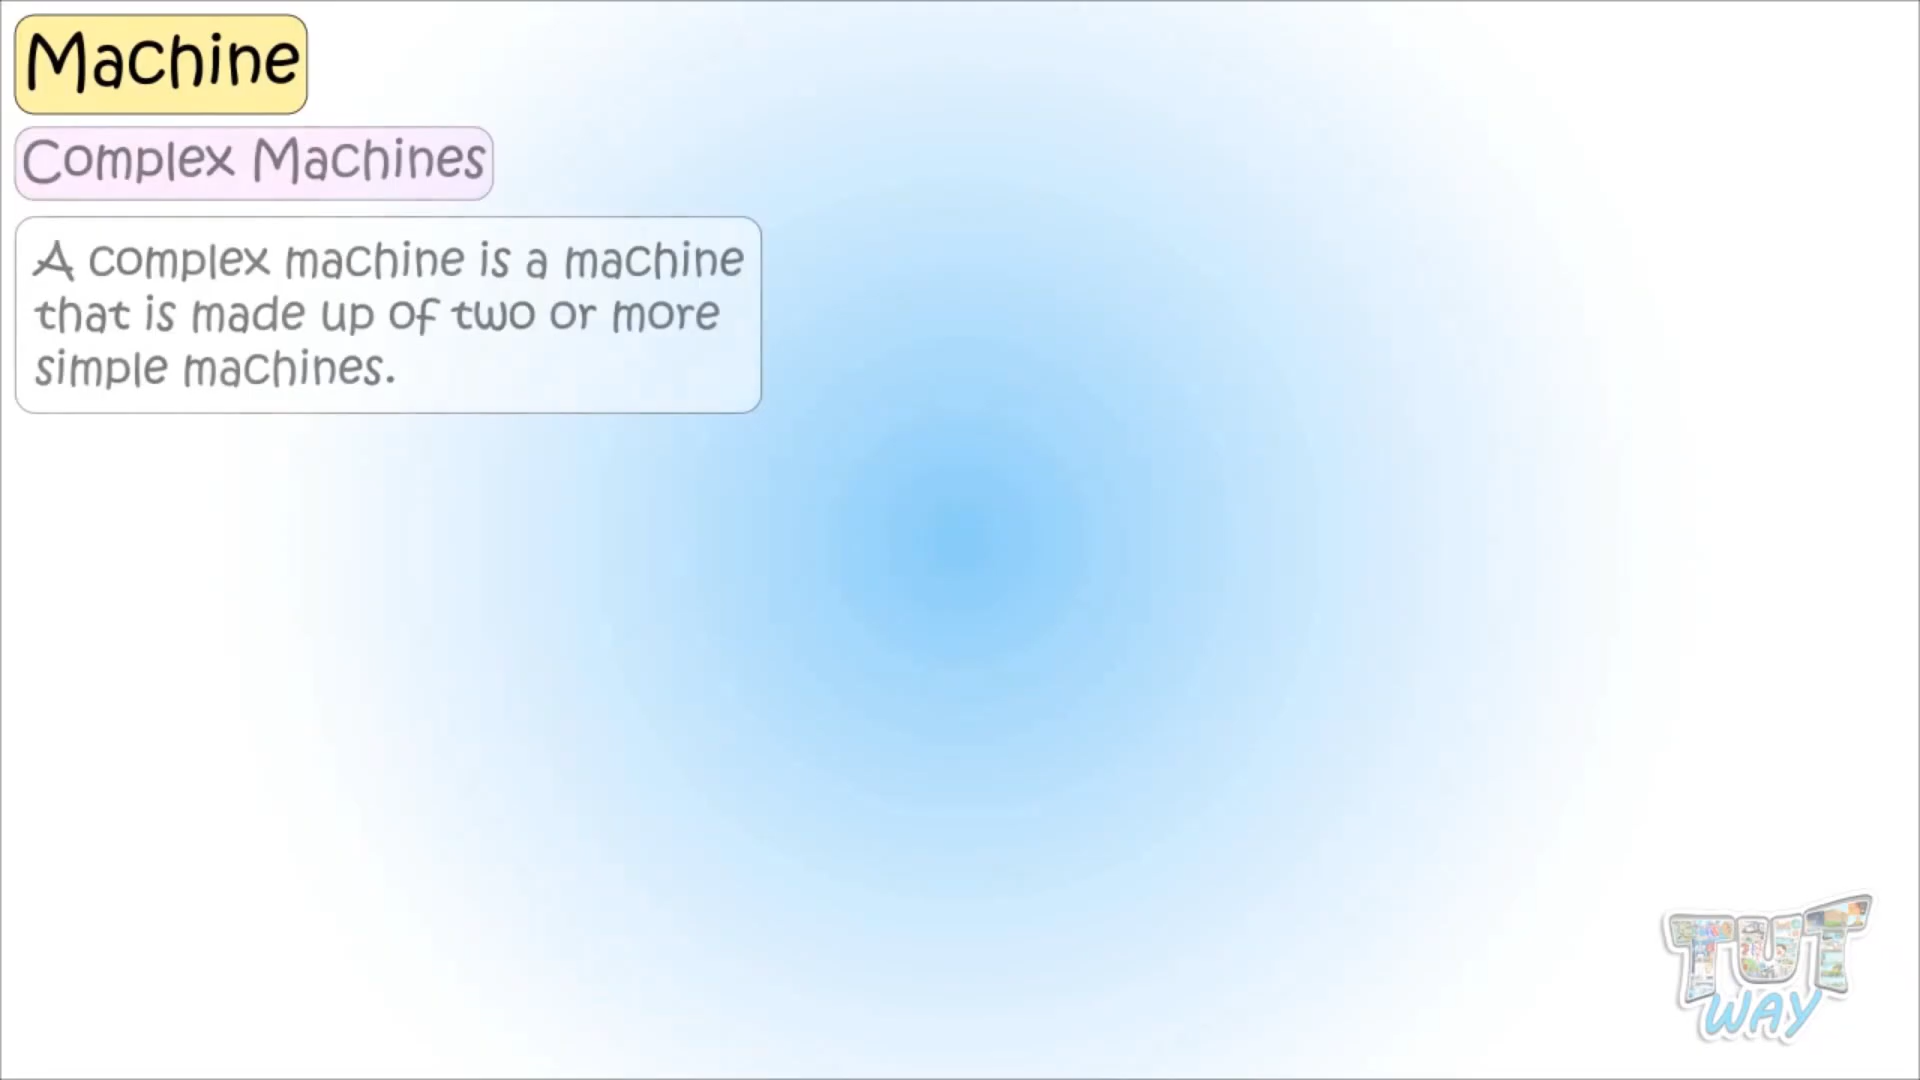 Machine
Complex Machines
A complex machine is a machine
that is made up of two or more
simple machines.
TUT
WAY